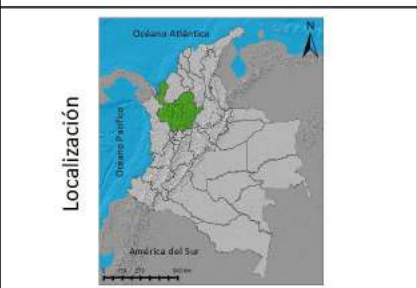 Localización
Océano Atlántico
N
Océano Pacífico
América del Sur